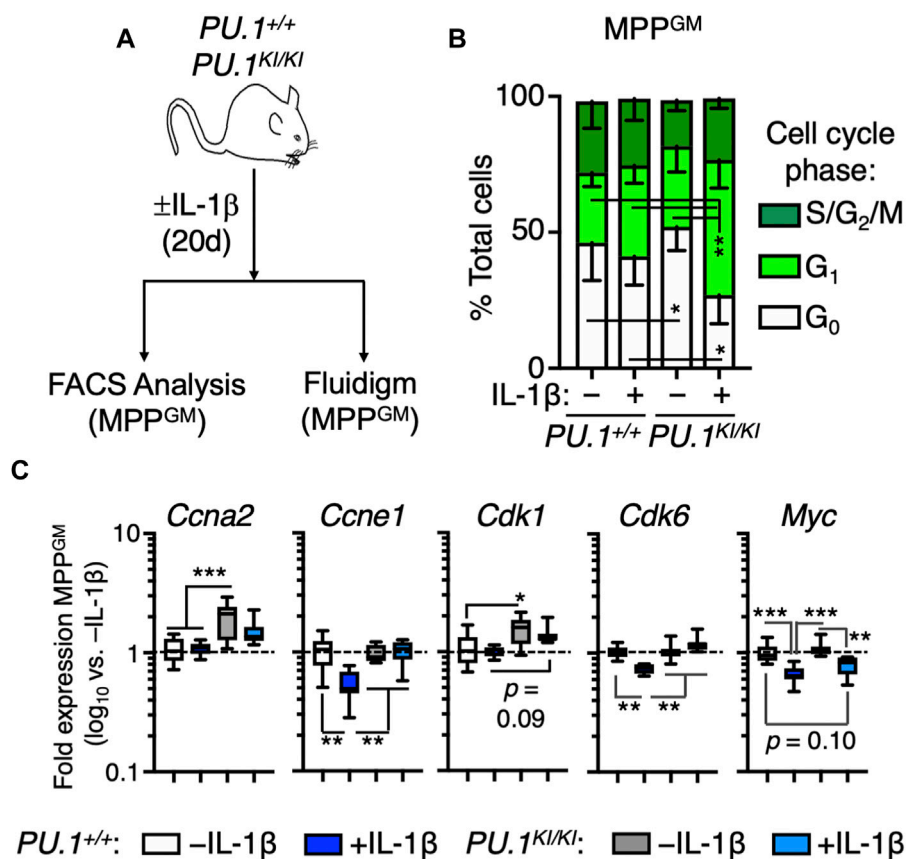 A
PU.1+/+
PU.1KI/KI
±IL-1β
(20d)
FACS Analysis
(MPPGM)
Fluidigm
(MPPGM)
B
MPPGM
% Total cells
100
50
0
**
*
*
IL-1β: − + − +
PU.1+/+ PU.1KI/KI
Cell cycle
phase:
S/G2/M
G1
G0
C
Fold expression MPPGM
(log10 vs. −IL-1β)
10
1
0.1
Ccna2
***
Ccne1
** **
Cdk1
*
p =
0.09
Cdk6
** **
Myc
*** *** **
p = 0.10
PU.1+/+: −IL-1β +IL-1β PU.1KI/KI: −IL-1β +IL-1β